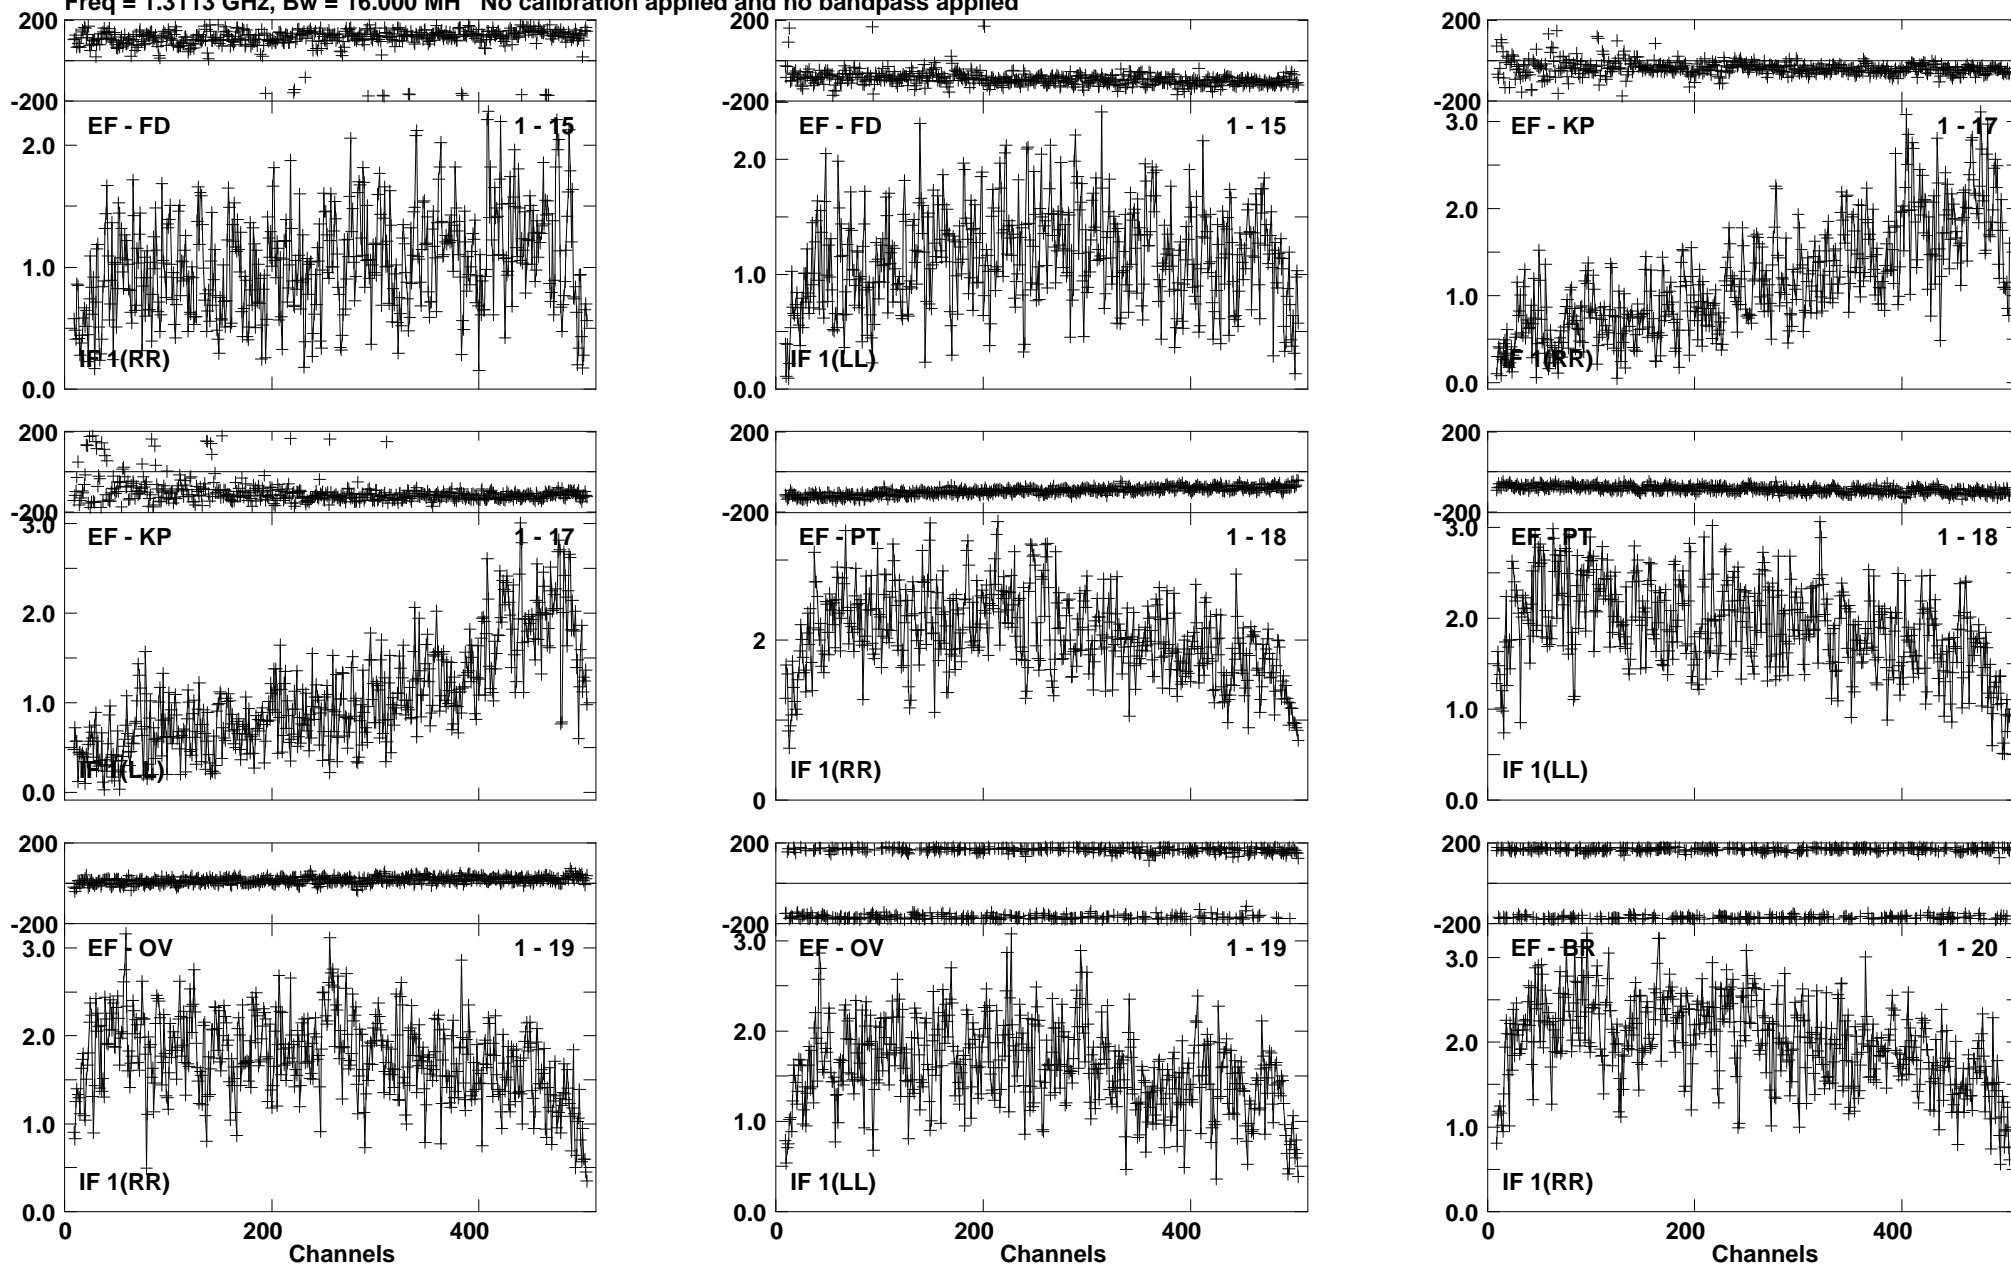 Freq = 1.3113 GHz, Bw = 16.000 MH No calibration applied and no bandpass applied
200
-200
EF - FD
1 - 15
2.0
1.0
0.0
IF 1(RR)
200
-200
EF - FD
1 - 15
2.0
1.0
0.0
IF 1(LL)
200
-200
EF - KP
1 - 17
3.0
2.0
1.0
0.0
IF 1(RR)
200
-200
EF - KP
1 - 17
3.0
2.0
1.0
0.0
IF 1(LL)
200
-200
EF - PT
1 - 18
2
0
IF 1(RR)
200
-200
EF - PT
1 - 18
3.0
2.0
1.0
0.0
IF 1(LL)
200
-200
EF - OV
1 - 19
3.0
2.0
1.0
0.0
IF 1(RR)
0 200 400
Channels
200
-200
EF - OV
1 - 19
3.0
2.0
1.0
0.0
IF 1(LL)
200
-200
EF - BR
1 - 20
3.0
2.0
1.0
0.0
IF 1(RR)
0 200 400
Channels